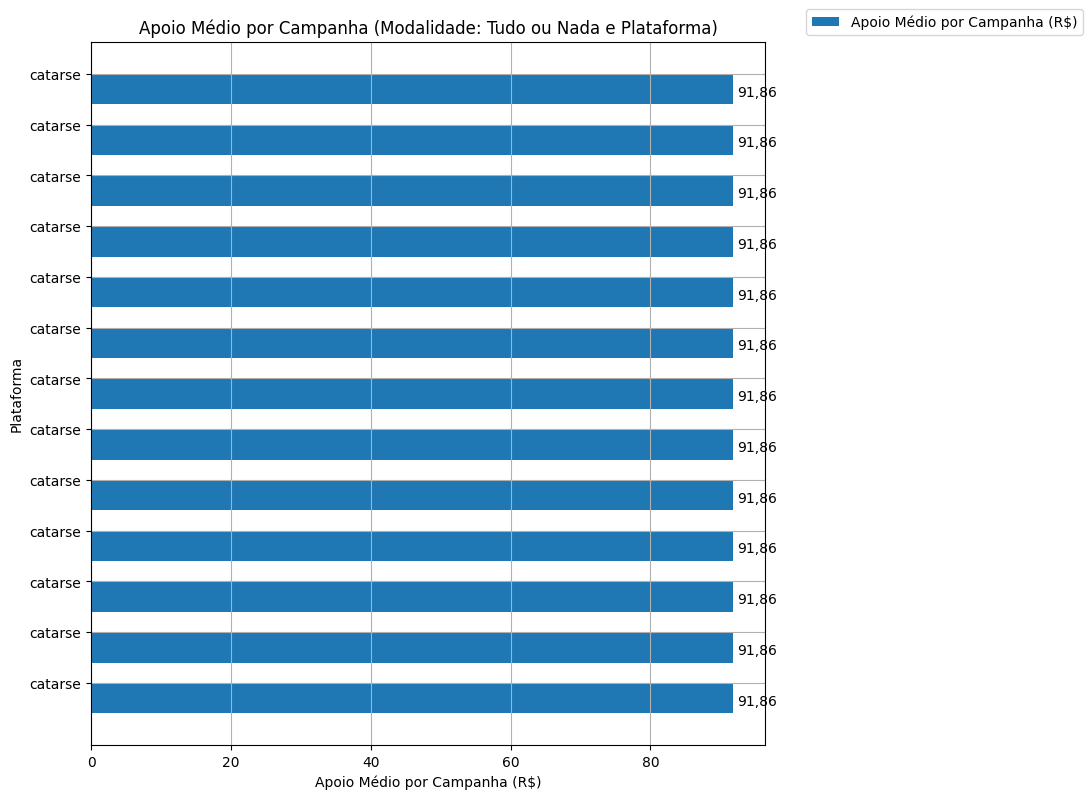 Apoio Médio por Campanha (Modalidade: Tudo ou Nada e Plataforma)
Apoio Médio por Campanha (R$)
catarse
91,86
catarse
91,86
catarse
91,86
catarse
91,86
catarse
91,86
catarse
91,86
catarse
91,86
catarse
91,86
catarse
91,86
catarse
91,86
catarse
91,86
catarse
91,86
catarse
91,86
Plataforma
0 20 40 60 80
Apoio Médio por Campanha (R$)